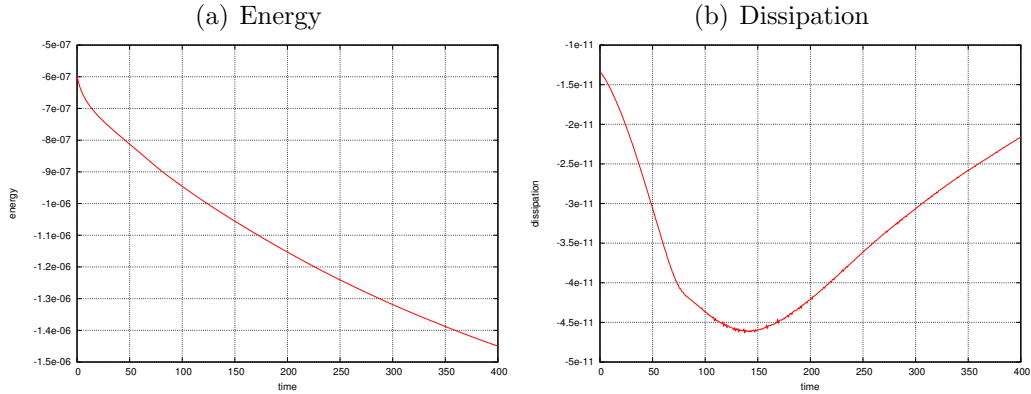 (a) Energy
-5e-07
-6e-07
-7e-07
-8e-07
-9e-07
-1e-06
-1.1e-06
-1.2e-06
-1.3e-06
-1.4e-06
-1.5e-06
energy
0 50 100 150 200 250 300 350 400
time
(b) Dissipation
-1e-11
-1.5e-11
-2e-11
-2.5e-11
-3e-11
-3.5e-11
-4e-11
-4.5e-11
-5e-11
dissipation
0 50 100 150 200 250 300 350 400
time